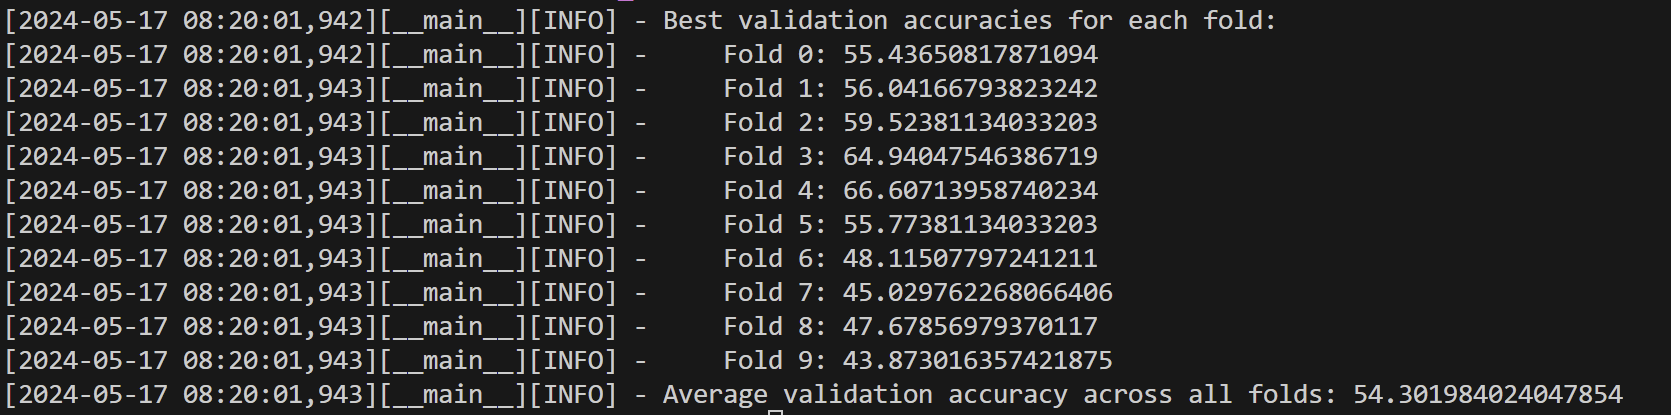 [2024-05-17 08:20:01,942][__main__][INFO] - Best validation accuracies for each fold:
[2024-05-17 08:20:01,942][__main__][INFO] -     Fold 0: 55.43650817871094
[2024-05-17 08:20:01,943][__main__][INFO] -     Fold 1: 56.04166793823242
[2024-05-17 08:20:01,943][__main__][INFO] -     Fold 2: 59.52381134033203
[2024-05-17 08:20:01,943][__main__][INFO] -     Fold 3: 64.94047546386719
[2024-05-17 08:20:01,943][__main__][INFO] -     Fold 4: 66.60713958740234
[2024-05-17 08:20:01,943][__main__][INFO] -     Fold 5: 55.77381134033203
[2024-05-17 08:20:01,943][__main__][INFO] -     Fold 6: 48.11507797241211
[2024-05-17 08:20:01,943][__main__][INFO] -     Fold 7: 45.029762268066406
[2024-05-17 08:20:01,943][__main__][INFO] -     Fold 8: 47.67856979370117
[2024-05-17 08:20:01,943][__main__][INFO] -     Fold 9: 43.873016357421875
[2024-05-17 08:20:01,943][__main__][INFO] - Average validation accuracy across all folds: 54.301984024047854